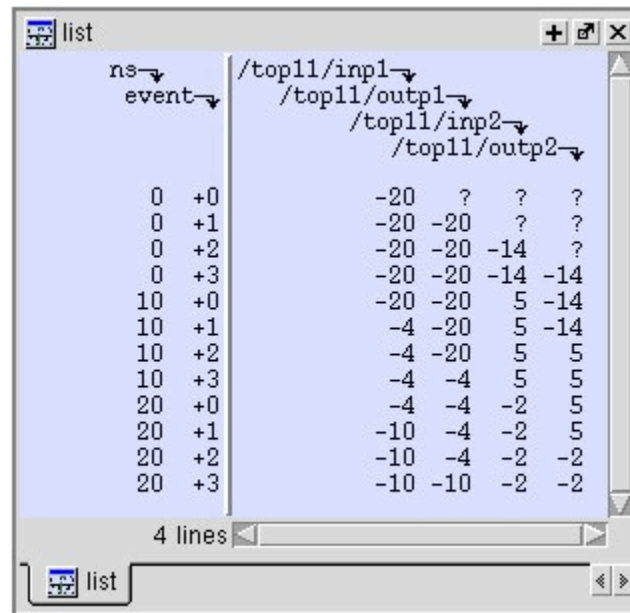 list
ns /top11/inp1
event /top11/outp1
/top11/inp2
/top11/outp2
0 +0 -20 ? ? ?
0 +1 -20 -20 ? ?
0 +2 -20 -20 -14 ?
0 +3 -20 -20 -14 -14
10 +0 -20 -20 5 -14
10 +1 -4 -20 5 -14
10 +2 -4 -20 5 5
10 +3 -4 -4 5 5
20 +0 -4 -4 -2 5
20 +1 -10 -4 -2 5
20 +2 -10 -4 -2 -2
20 +3 -10 -10 -2 -2
4 lines
list